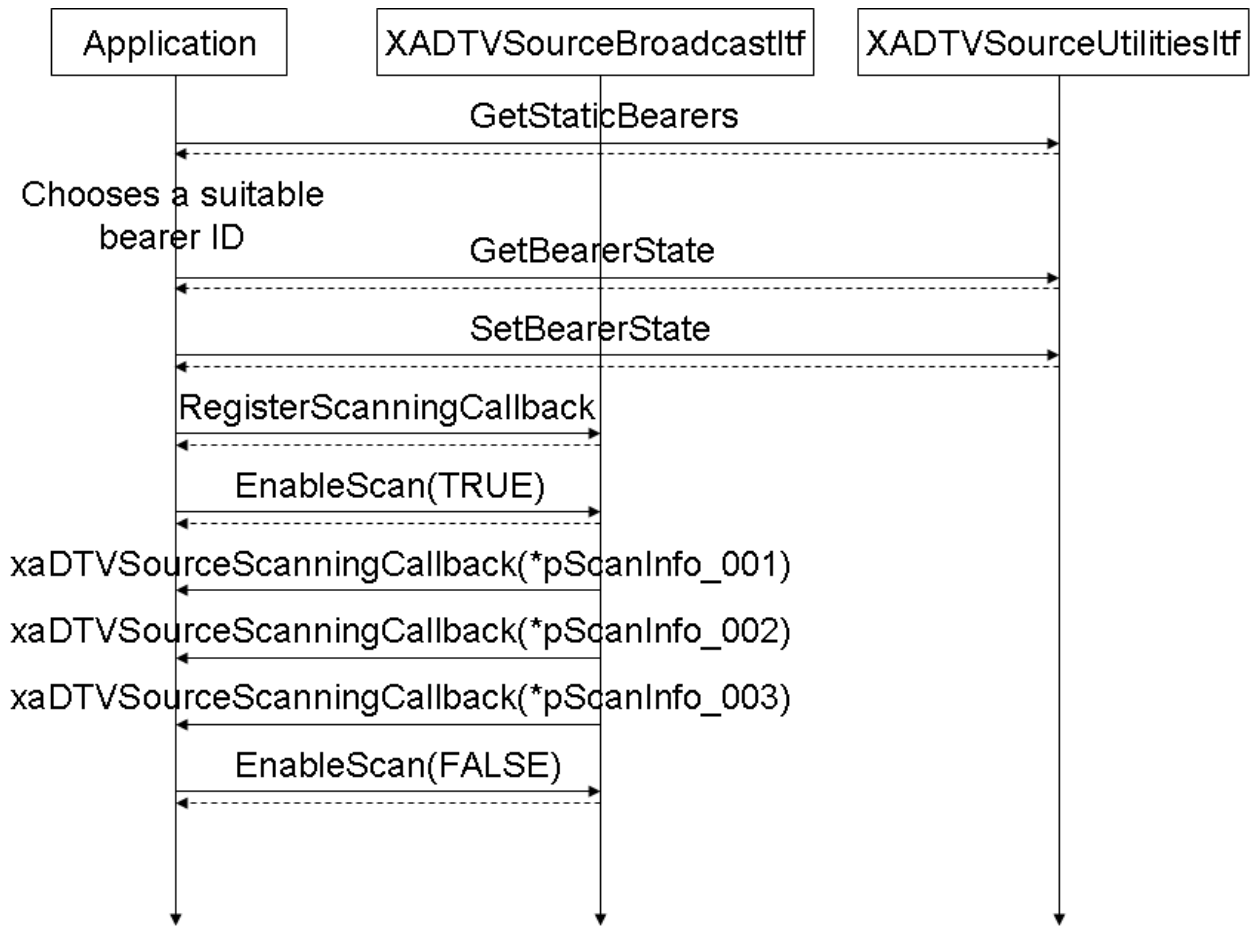 Application
XADTVSourceBroadcastItf
XADTVSourceUtilitiesItf
GetStaticBearers
Chooses a suitable
bearer ID
GetBearerState
SetBearerState
RegisterScanningCallback
EnableScan(TRUE)
xaDTVSourceScanningCallback(*pScanInfo_001)
xaDTVSourceScanningCallback(*pScanInfo_002)
xaDTVSourceScanningCallback(*pScanInfo_003)
EnableScan(FALSE)